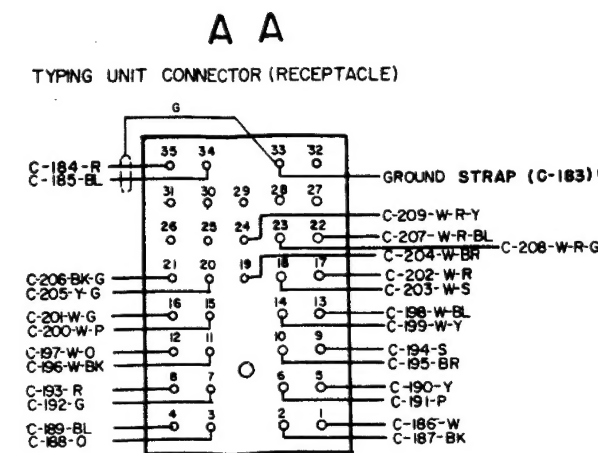 A A
TYPING UNIT CONNECTOR (RECEPTACLE)
G
35 34 33 32
C-184-R
C-185-BL
GROUND STRAP (C-183)
31 30 29 28 27
C-209-W-R-Y
26 25 24 23 22
C-207-W-R-BL
C-208-W-R-G
C-204-W-BR
21 20 19 18 17
C-206-BK-G
C-202-W-R
C-205-Y-G
C-203-W-S
16 15 14 13
C-201-W-G
C-198-W-BL
C-200-W-P
C-199-W-Y
12 11 10 9
C-197-W-O
C-194-S
C-196-W-BK
C-195-BR
8 7 6 5
C-193-R
C-190-Y
C-192-G
C-191-P
4 3 2 1
C-189-BL
C-186-W
C-188-O
C-187-BK